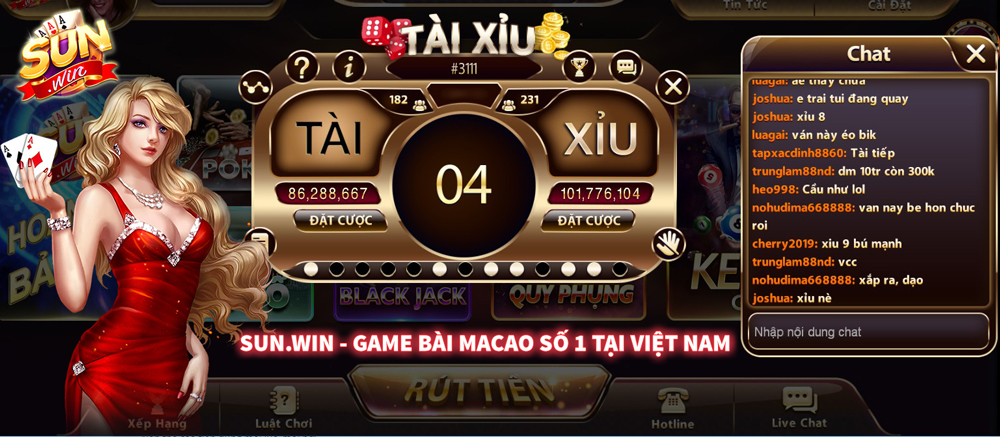 Tin Tức
Cài Đặt
SUN
.WIN
TÀI XỈU
#3111
182
231
TÀI
XỈU
04
86,288,667
101,776,104
ĐẶT CƯỢC
ĐẶT CƯỢC
Chat
luagai: ae thấy chưa
joshua: e trai tui đang quay
joshua: xỉu 8
luagai: ván này éo bik
tapxacdinh8860: Tài tiếp
trunglam88nd: dm 10tr còn 300k
heo998: Cầu như lol
nohudima668888: van nay be hon chuc
roi
cherry2019: xiu 9 bú mạnh
trunglam88nd: vcc
nohudima668888: xắp ra, dạo
joshua: xỉu nè
Nhập nội dung chat
BLACK JACK
QUY PHỤNG
SUN.WIN - GAME BÀI MACAO SỐ 1 TẠI VIỆT NAM
RÚT TIỀN
Xếp Hạng
Luật Chơi
Hotline
Live Chat